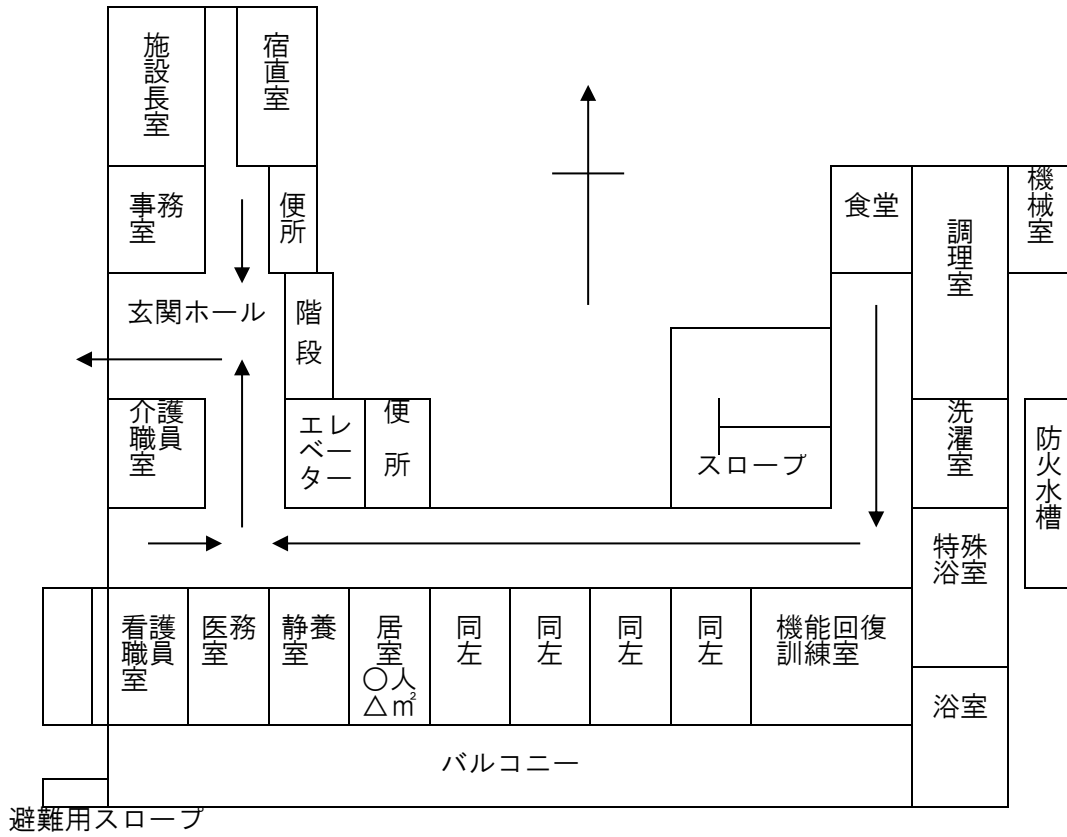 施設長室
宿直室
事務
室
便所
食堂
調理室
機械室
玄関ホール
階段
介護
職員
室
エレ
ベー
ター
便所
スロープ
洗濯室
防火水槽
特殊
浴室
看護
職員
室
医務
室
静養
室
居
室
○人
△㎡
同左
同左
同左
同左
機能回復
訓練室
浴室
バルコニー
避難用スロープ